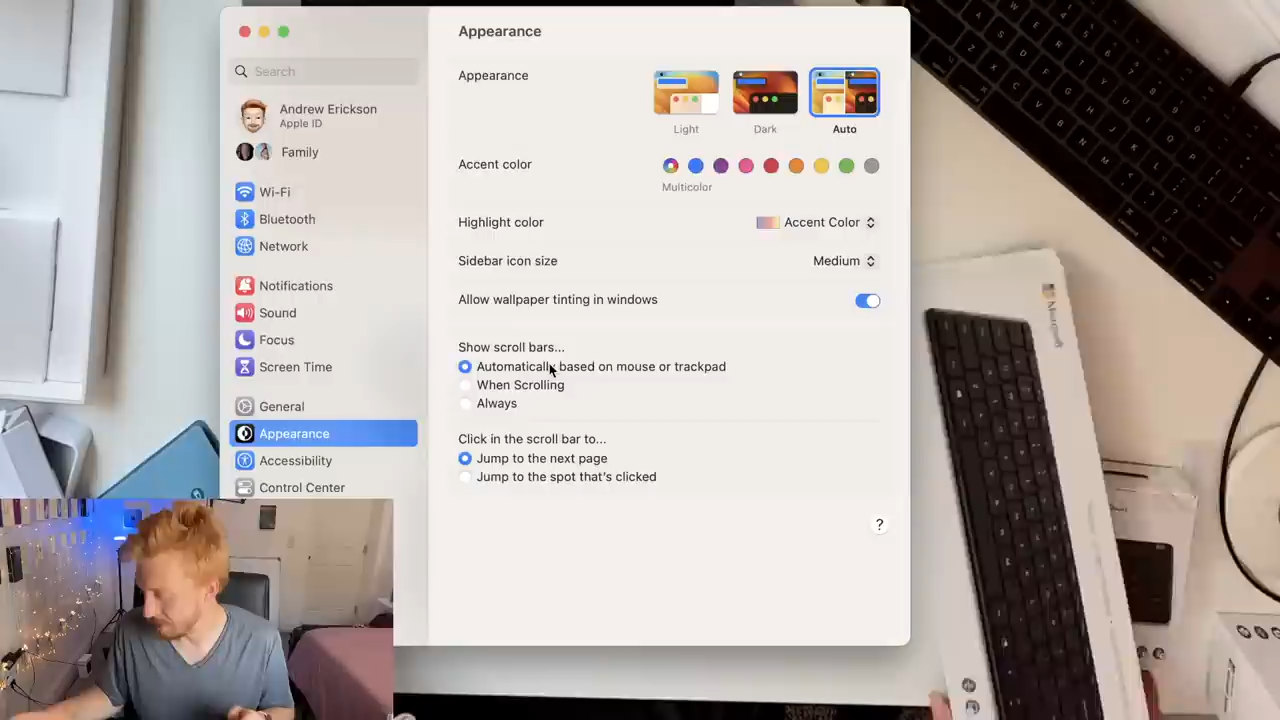 Appearance
Search
Andrew Erickson
Apple ID
Family
Wi-Fi
Bluetooth
Network
Notifications
Sound
Focus
Screen Time
General
Appearance
Accessibility
Control Center
Appearance
Light
Dark
Auto
Accent color
Multicolor
Highlight color
Accent Color
Sidebar icon size
Medium
Allow wallpaper tinting in windows
Show scroll bars...
Automatically based on mouse or trackpad
When Scrolling
Always
Click in the scroll bar to...
Jump to the next page
Jump to the spot that's clicked
?
Microsoft